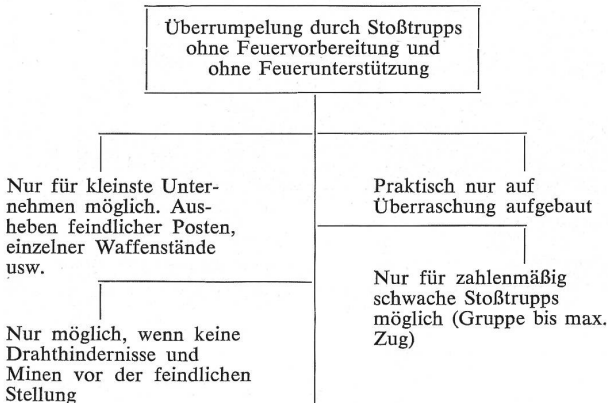 Überrumpelung durch Stoßtrupps
ohne Feuervorbereitung und
ohne Feuerunterstützung
Nur für kleinste Unter-
nehmen möglich. Aus-
heben feindlicher Posten,
einzelner Waffenstände
usw.
Praktisch nur auf
Überraschung aufgebaut
Nur für zahlenmäßig
schwache Stoßtrupps
möglich (Gruppe bis max.
Zug)
Nur möglich, wenn keine
Drahthindernisse und
Minen vor der feindlichen
Stellung